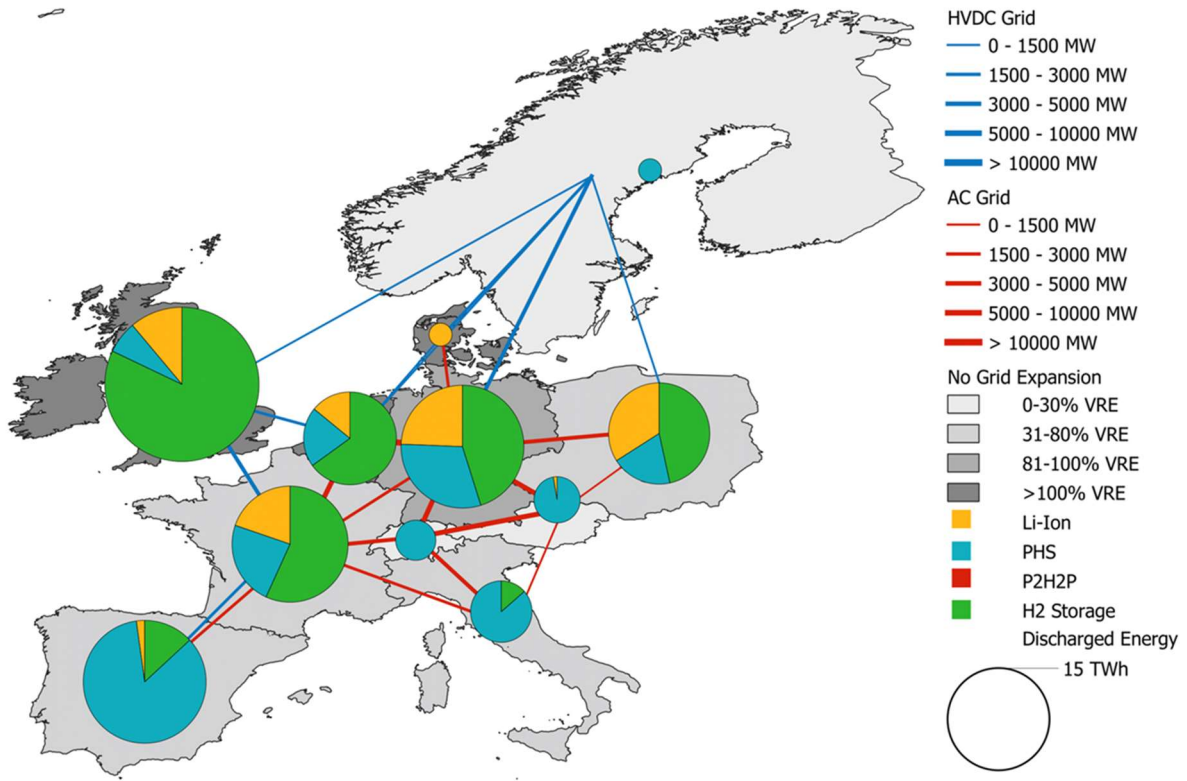 HVDC Grid
0 - 1500 MW
1500 - 3000 MW
3000 - 5000 MW
5000 - 10000 MW
> 10000 MW
AC Grid
0 - 1500 MW
1500 - 3000 MW
3000 - 5000 MW
5000 - 10000 MW
> 10000 MW
No Grid Expansion
0-30% VRE
31-80% VRE
81-100% VRE
>100% VRE
Li-Ion
PHS
P2H2P
H2 Storage
Discharged Energy
15 TWh